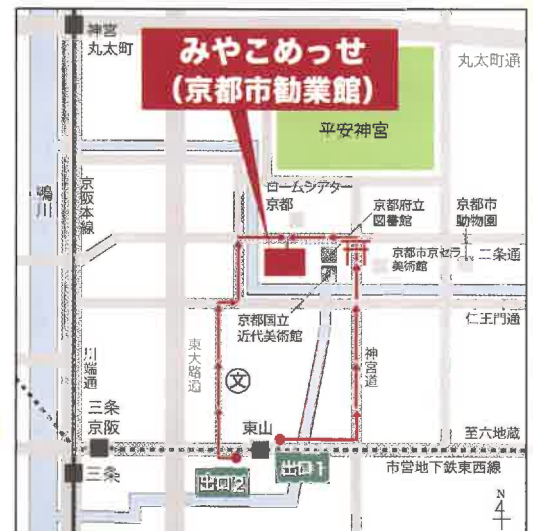 神宮
丸太町
みやこめっせ
(京都市勧業館)
丸太町通
平安神宮
鴨川
京阪本線
ロームシアター
京都
京都府立
図書館
京都市
動物園
京都市京セラ
美術館
二条通
京都国立
近代美術館
仁王門通
川端通
東大路通
文
神宮道
三条
京阪
東山
至六地蔵
三条
出口2
出口1
市営地下鉄東西線
N
4